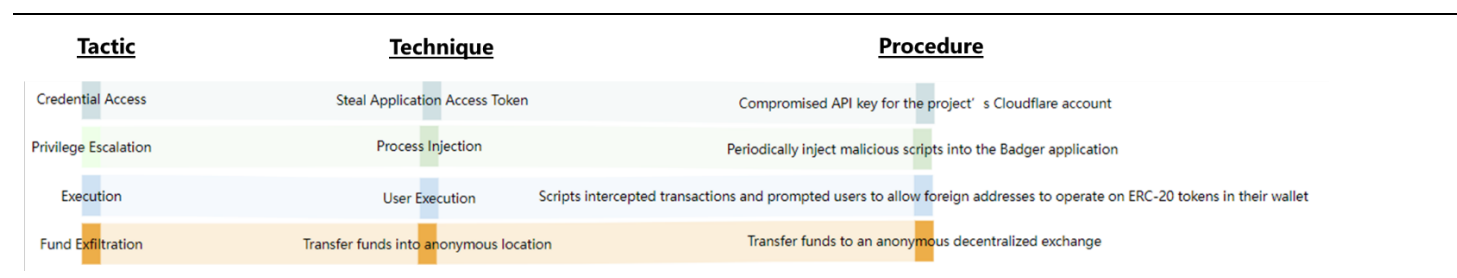 Tactic Technique Procedure
Credential Access Steal Application Access Token Compromised API key for the project’s Cloudflare account
Privilege Escalation Process Injection Periodically inject malicious scripts into the Badger application
Execution User Execution Scripts intercepted transactions and prompted users to allow foreign addresses to operate on ERC-20 tokens in their wallet
Fund Exfiltration Transfer funds into anonymous location Transfer funds to an anonymous decentralized exchange